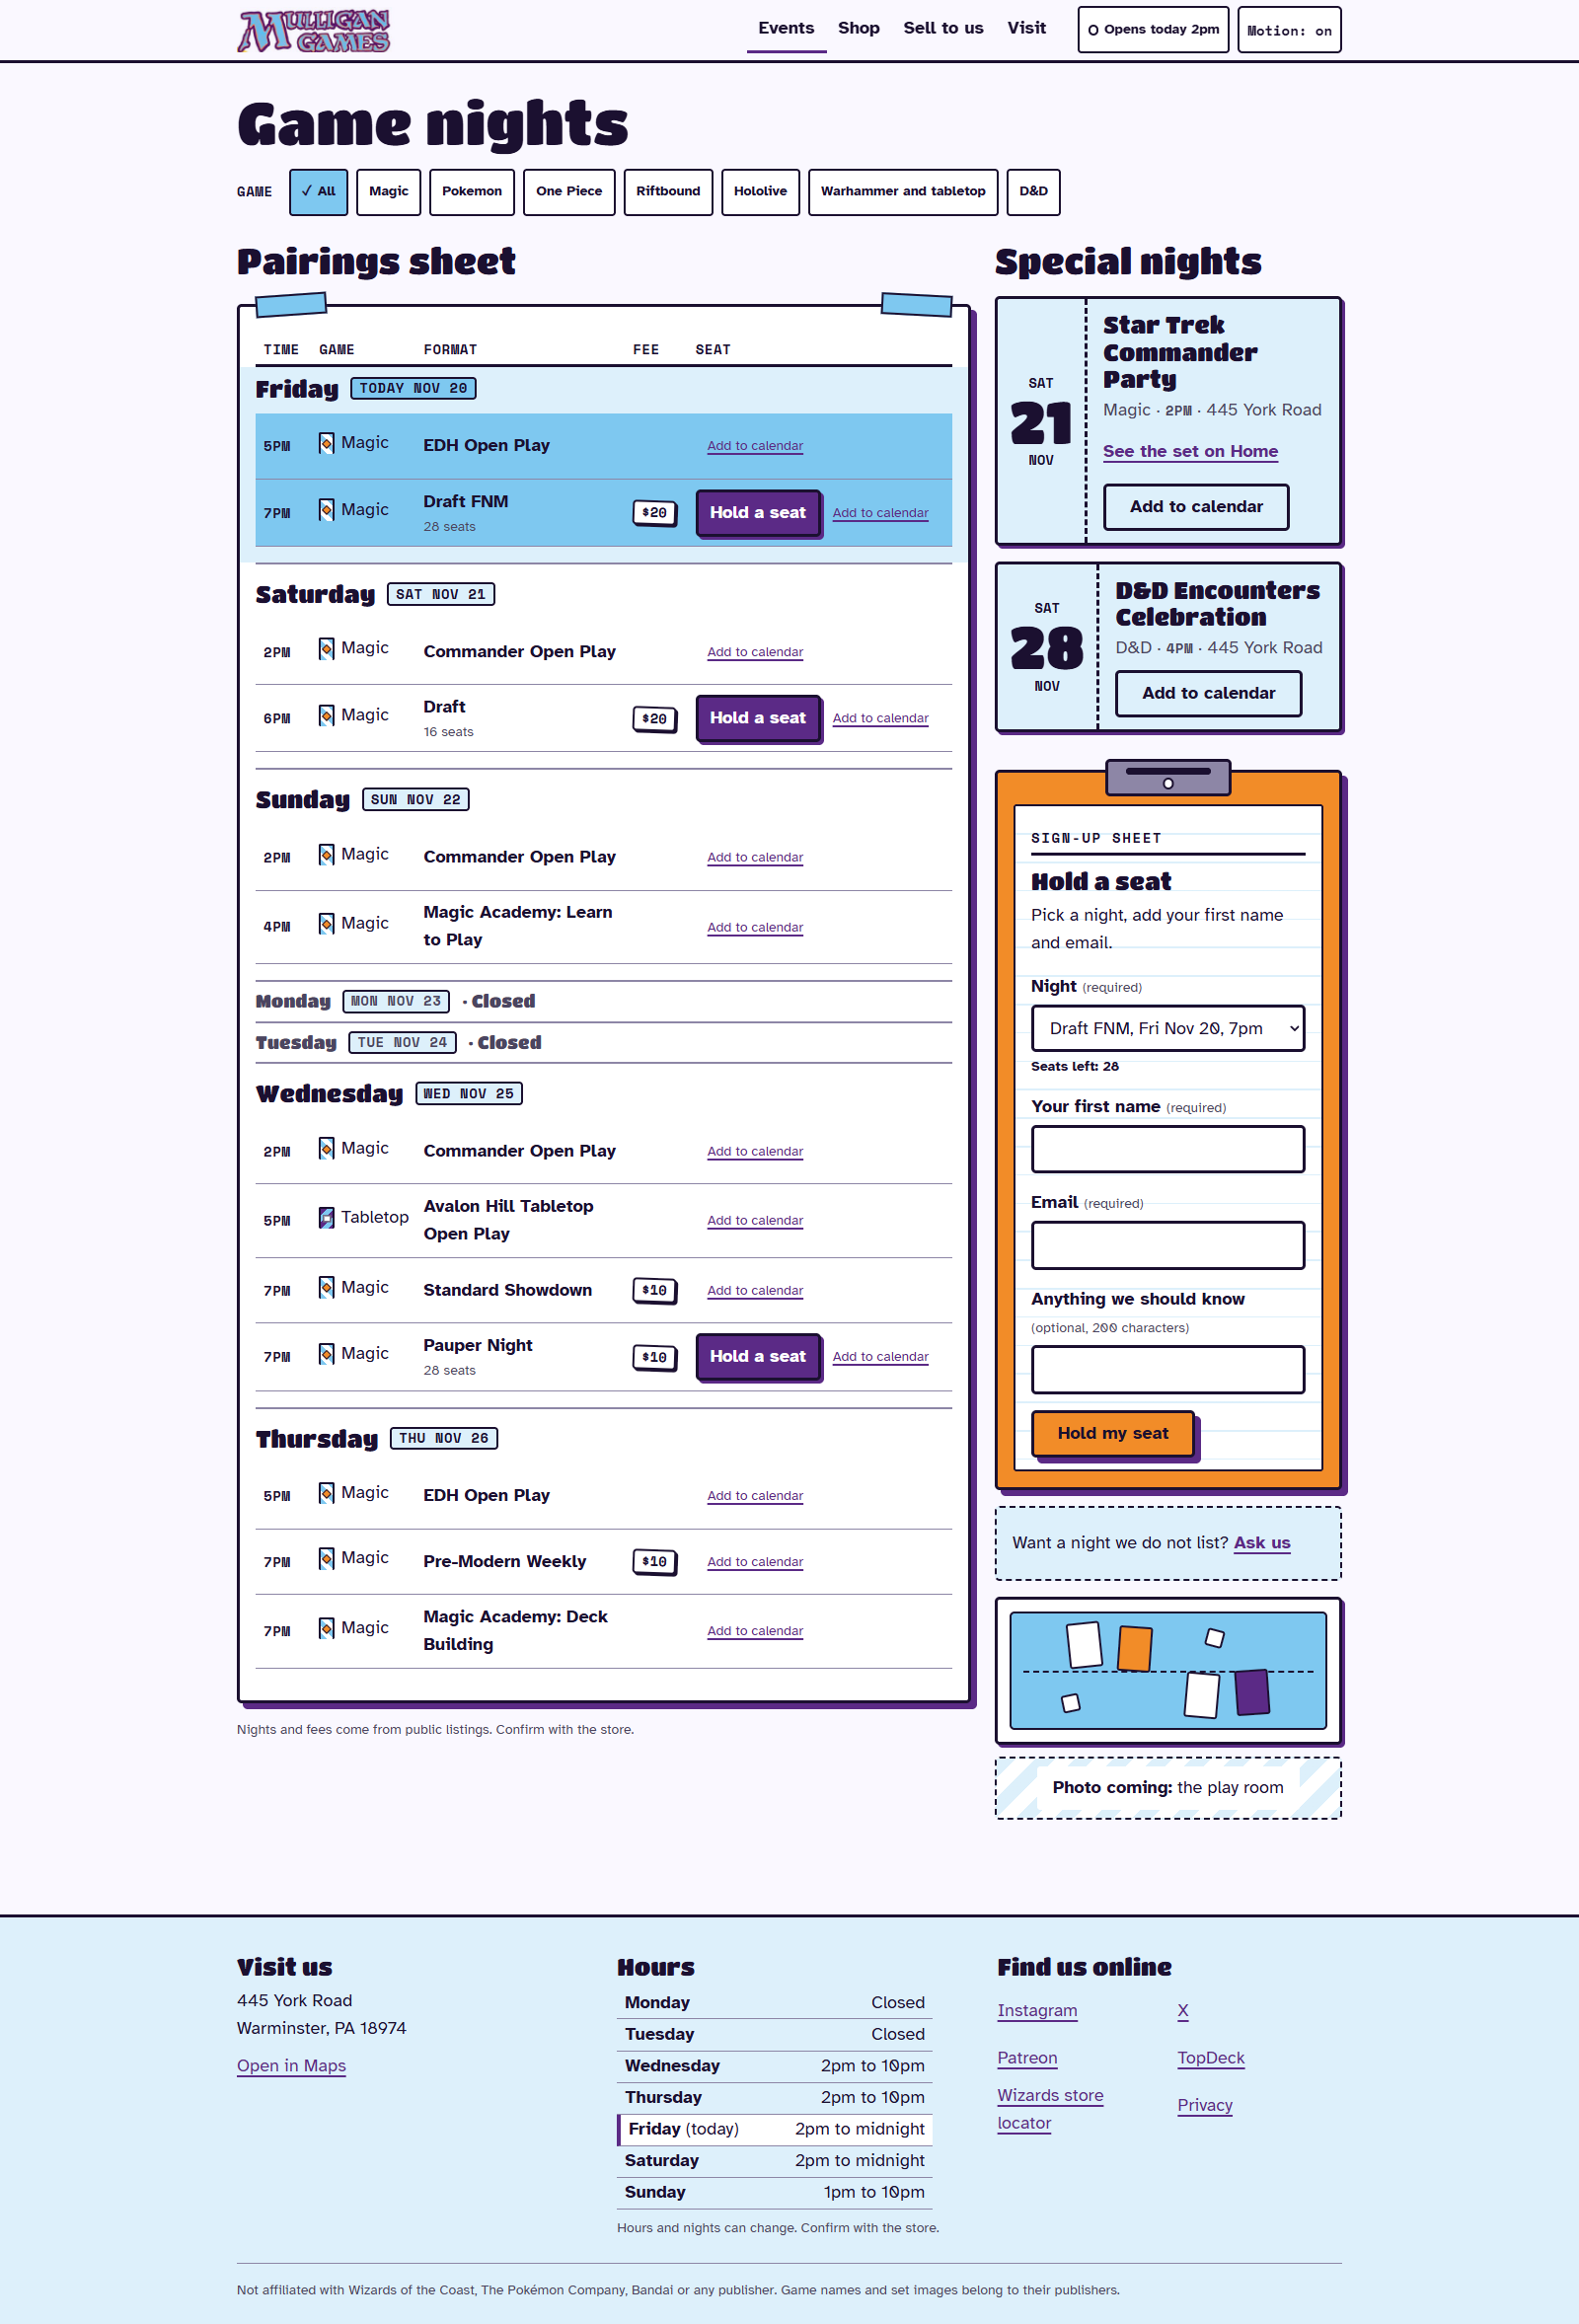 MULLIGAN GAMES
Events Shop Sell to us Visit
Opens today 2pm
Motion: on
Game nights
GAME
✓ All
Magic
Pokemon
One Piece
Riftbound
Hololive
Warhammer and tabletop
D&D
Pairings sheet
TIME GAME FORMAT FEE SEAT
Friday TODAY NOV 20
5PM Magic EDH Open Play Add to calendar
7PM Magic Draft FNM $20 Hold a seat Add to calendar
28 seats
Saturday SAT NOV 21
2PM Magic Commander Open Play Add to calendar
6PM Magic Draft $20 Hold a seat Add to calendar
16 seats
Sunday SUN NOV 22
2PM Magic Commander Open Play Add to calendar
4PM Magic Magic Academy: Learn
to Play Add to calendar
Monday MON NOV 23 · Closed
Tuesday TUE NOV 24 · Closed
Wednesday WED NOV 25
2PM Magic Commander Open Play Add to calendar
5PM Tabletop Avalon Hill Tabletop
Open Play Add to calendar
7PM Magic Standard Showdown $10 Add to calendar
7PM Magic Pauper Night $10 Hold a seat Add to calendar
28 seats
Thursday THU NOV 26
5PM Magic EDH Open Play Add to calendar
7PM Magic Pre-Modern Weekly $10 Add to calendar
7PM Magic Magic Academy: Deck
Building Add to calendar
Nights and fees come from public listings. Confirm with the store.
Special nights
SAT
21
NOV
Star Trek
Commander
Party
Magic · 2PM · 445 York Road
See the set on Home
Add to calendar
SAT
28
NOV
D&D Encounters
Celebration
D&D · 4PM · 445 York Road
Add to calendar
SIGN-UP SHEET
Hold a seat
Pick a night, add your first name
and email.
Night (required)
Draft FNM, Fri Nov 20, 7pm
Seats left: 28
Your first name (required)
Email (required)
Anything we should know
(optional, 200 characters)
Hold my seat
Want a night we do not list? Ask us
Photo coming: the play room
Visit us
445 York Road
Warminster, PA 18974
Open in Maps
Hours
Monday Closed
Tuesday Closed
Wednesday 2pm to 10pm
Thursday 2pm to 10pm
Friday (today) 2pm to midnight
Saturday 2pm to midnight
Sunday 1pm to 10pm
Hours and nights can change. Confirm with the store.
Find us online
Instagram
X
Patreon
TopDeck
Wizards store
locator
Privacy
Not affiliated with Wizards of the Coast, The Pokémon Company, Bandai or any publisher. Game names and set images belong to their publishers.